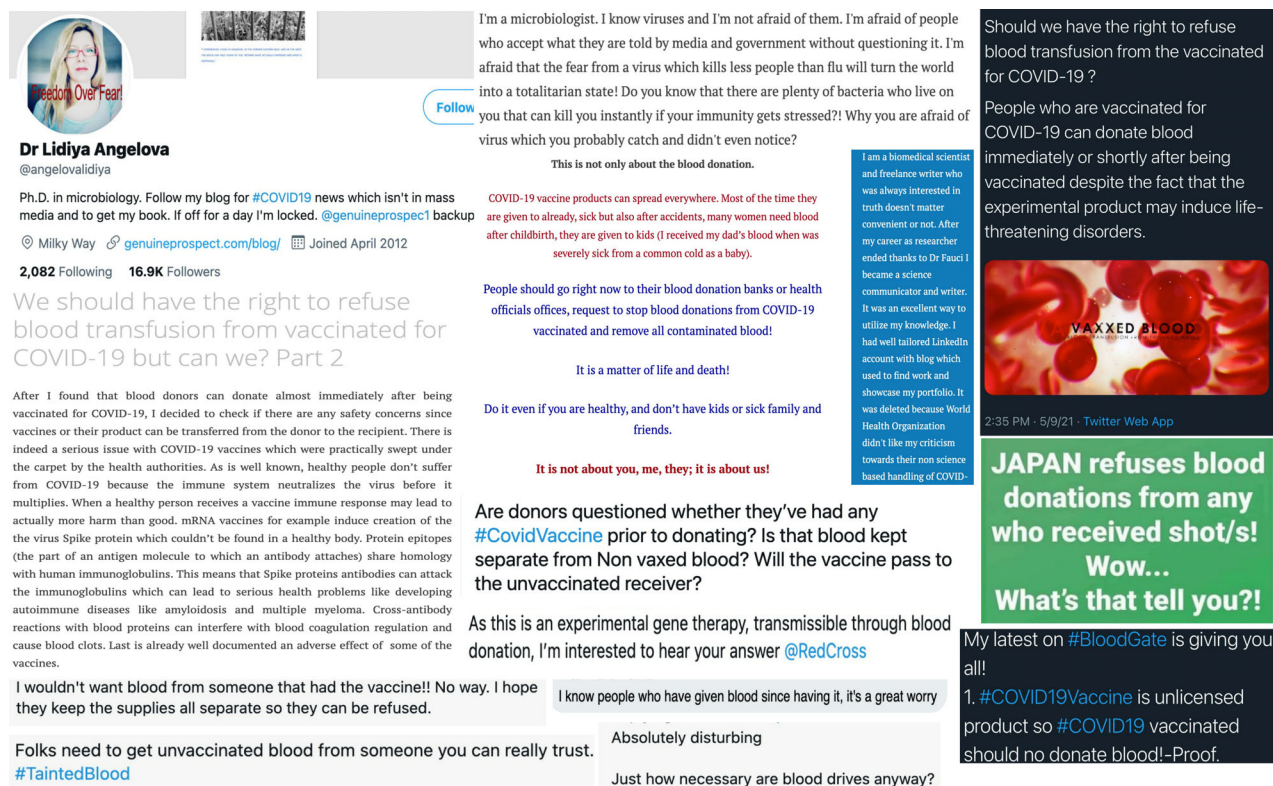 Freedom Over Fear!
Follow
Dr Lidiya Angelova
@angelovalidiya
Ph.D. in microbiology. Follow my blog for #COVID19 news which isn't in mass
media and to get my book. If off for a day I'm locked. @genuineprospec1 backup
Milky Way genuineprospect.com/blog/ Joined April 2012
2,082 Following 16.9K Followers
We should have the right to refuse
blood transfusion from vaccinated for
COVID-19 but can we? Part 2
After I found that blood donors can donate almost immediately after being
vaccinated for COVID-19, I decided to check if there are any safety concerns since
vaccines or their product can be transferred from the donor to the recipient. There is
indeed a serious issue with COVID-19 vaccines which were practically swept under
the carpet by the health authorities. As is well known, healthy people don't suffer
from COVID-19 because the immune system neutralizes the virus before it
multiplies. When a healthy person receives a vaccine immune response may lead to
actually more harm than good. mRNA vaccines for example induce creation of the
the virus Spike protein which couldn't be found in a healthy body. Protein epitopes
(the part of an antigen molecule to which an antibody attaches) share homology
with human immunoglobulins. This means that Spike proteins antibodies can attack
the immunoglobulins which can lead to serious health problems like developing
autoimmune diseases like amyloidosis and multiple myeloma. Cross-antibody
reactions with blood proteins can interfere with blood coagulation regulation and
cause blood clots. Last is already well documented an adverse effect of some of the
vaccines.
I wouldn't want blood from someone that had the vaccine!! No way. I hope
they keep the supplies all separate so they can be refused.
Folks need to get unvaccinated blood from someone you can really trust.
#TaintedBlood
I'm a microbiologist. I know viruses and I'm not afraid of them. I'm afraid of people
who accept what they are told by media and government without questioning it. I'm
afraid that the fear from a virus which kills less people than flu will turn the world
into a totalitarian state! Do you know that there are plenty of bacteria who live on
you that can kill you instantly if your immunity gets stressed?! Why you are afraid of
virus which you probably catch and didn't even notice?
This is not only about the blood donation.
COVID-19 vaccine products can spread everywhere. Most of the time they
are given to already, sick but also after accidents, many women need blood
after childbirth, they are given to kids (I received my dad's blood when was
severely sick from a common cold as a baby).
People should go right now to their blood donation banks or health
officials offices, request to stop blood donations from COVID-19
vaccinated and remove all contaminated blood!
It is a matter of life and death!
Do it even if you are healthy, and don't have kids or sick family and
friends.
It is not about you, me, they; it is about us!
I am a biomedical scientist
and freelance writer who
was always interested in
truth doesn't matter
convenient or not. After
my career as researcher
ended thanks to Dr Fauci I
became a science
communicator and writer.
It was an excellent way to
utilize my knowledge. I
had well tailored LinkedIn
account with blog which
used to find work and
showcase my portfolio. It
was deleted because World
Health Organization
didn't like my criticism
towards their non science
based handling of COVID-
Are donors questioned whether they've had any
#CovidVaccine prior to donating? Is that blood kept
separate from Non vaxed blood? Will the vaccine pass to
the unvaccinated receiver?
As this is an experimental gene therapy, transmissible through blood
donation, I'm interested to hear your answer @RedCross
I know people who have given blood since having it, it's a great worry
Absolutely disturbing
Just how necessary are blood drives anyway?
Should we have the right to refuse
blood transfusion from the vaccinated
for COVID-19 ?
People who are vaccinated for
COVID-19 can donate blood
immediately or shortly after being
vaccinated despite the fact that the
experimental product may induce life-
threatening disorders.
VAXXED BLOOD
2:35 PM · 5/9/21 · Twitter Web App
JAPAN refuses blood
donations from any
who received shot/s!
Wow...
What's that tell you?!
My latest on #BloodGate is giving you
all!
1. #COVID19Vaccine is unlicensed
product so #COVID19 vaccinated
should no donate blood!-Proof.